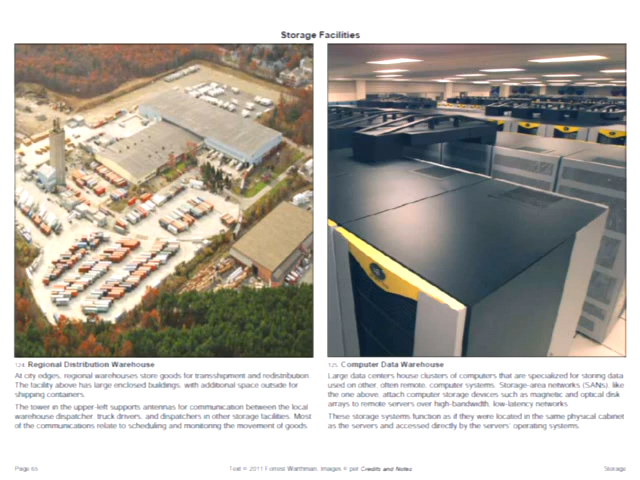 Storage Facilities
124. Regional Distribution Warehouse
At city edges, regional warehouses store goods for transshipment and redistribution.
The facility above has large enclosed buildings, with additional space outside for
shipping containers.
The tower in the upper-left supports antennas for communication between the local
warehouse dispatcher, truck drivers, and dispatchers in other storage facilities. Most
of the communications relate to scheduling and monitoring the movement of goods.
125. Computer Data Warehouse
Large data centers house clusters of computers that are specialized for storing data
used on other, often remote, computer systems. Storage-area networks (SANs), like
the one above, attach computer storage devices such as magnetic and optical disk
arrays to remote servers over high-bandwidth, low-latency networks.
These storage systems function as if they were located in the same physical cabinet
as the servers and accessed directly by the servers' operating systems.
Page 65
Text © 2011 Forrest Warthman. Images © per Credits and Notes
Storage